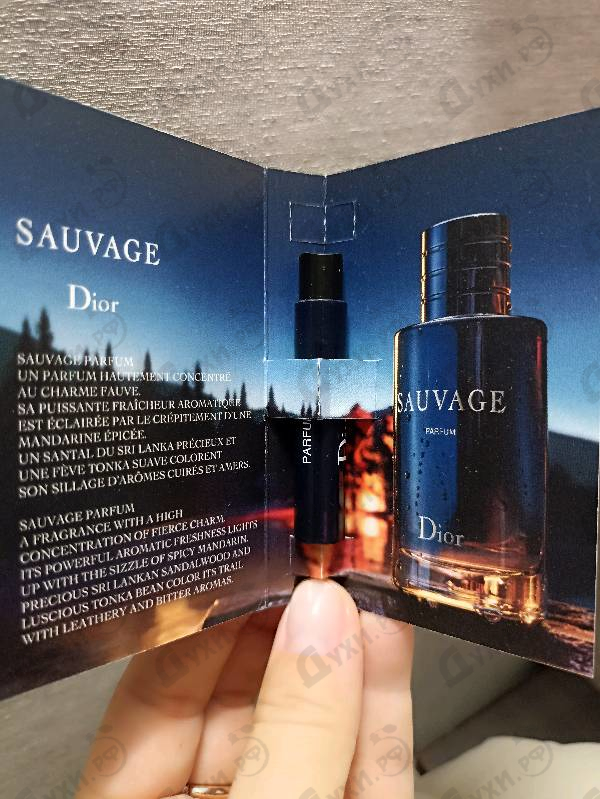 SAUVAGE
Dior
SAUVAGE PARFUM
UN PARFUM HAUTEMENT CONCENTRÉ
AU CHARME FAUVE.
SA PUISSANTE FRAÎCHEUR AROMATIQUE
EST ÉCLAIRÉE PAR LE CRÉPITEMENT D'UNE
MANDARINE ÉPICÉE.
UN SANTAL DU SRI LANKA PRÉCIEUX ET
UNE FÈVE TONKA SUAVE COLORENT
SON SILLAGE D'ARÔMES CUIRÉS ET AMERS.
SAUVAGE PARFUM
A FRAGRANCE WITH A HIGH
CONCENTRATION OF FIERCE CHARM.
ITS POWERFUL AROMATIC FRESHNESS LIGHTS
UP WITH THE SIZZLE OF SPICY MANDARIN.
PRECIOUS SRI LANKAN SANDALWOOD AND
LUSCIOUS TONKA BEAN COLOR ITS TRAIL
WITH LEATHERY AND BITTER AROMAS.
PARFU
SAUVAGE
PARFUM
Dior
Духи.РФ